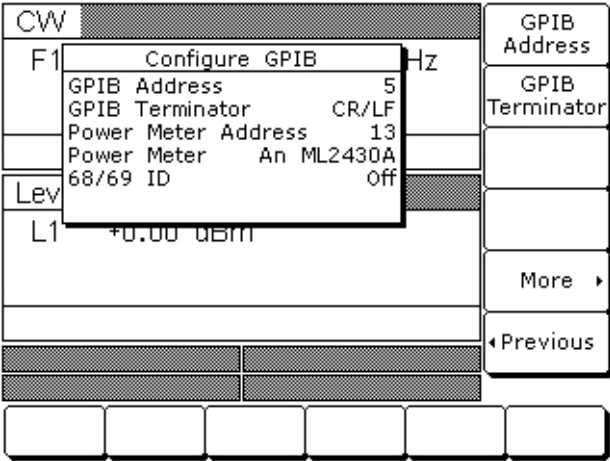 CW
F1 Hz
Configure GPIB
GPIB Address 5
GPIB Terminator CR/LF
Power Meter Address 13
Power Meter An ML2430A
68/69 ID Off
Lev
L1 +0.00 dBm
GPIB Address
GPIB Terminator
More
Previous